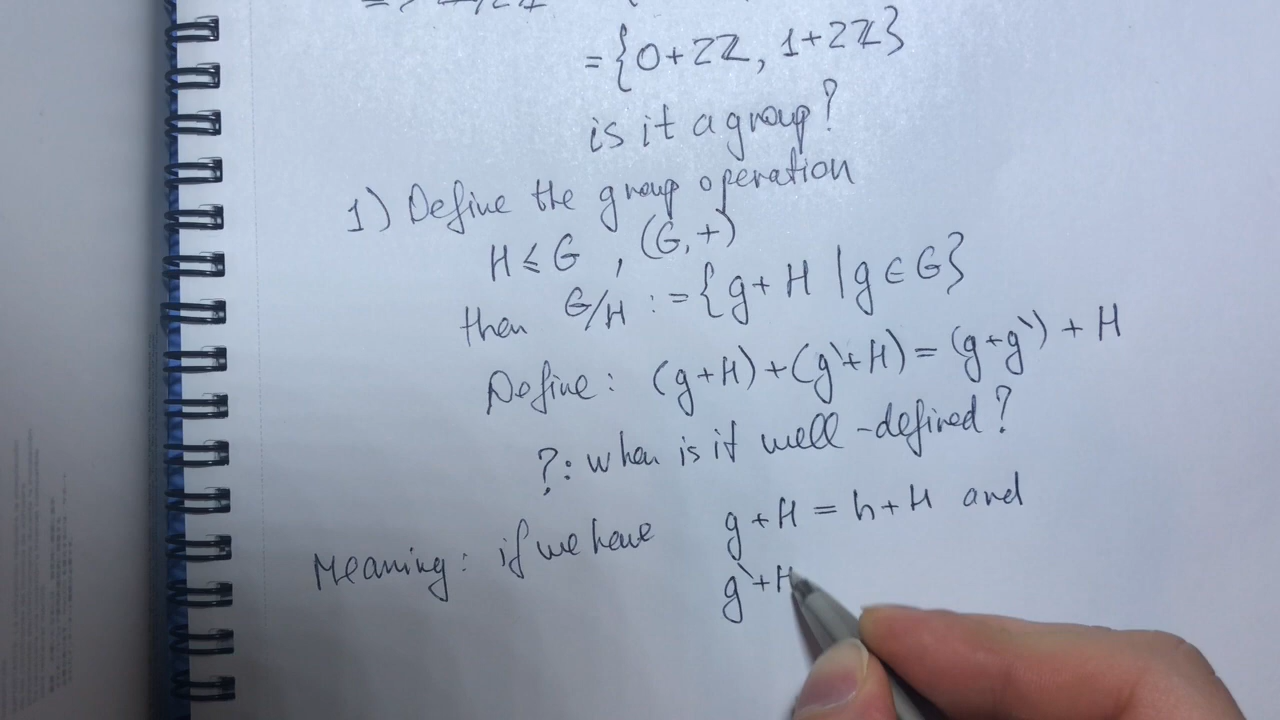 = {0+2ℤ, 1+2ℤ}
is it a group?
1) Define the group operation
H ≤ G , (G,+)
then G/H := {g+H | g ∈ G}
Define: (g+H)+(g`+H) = (g+g`)+H
?: when is it well-defined?
Meaning: if we have g+H = h+H and
g`+H